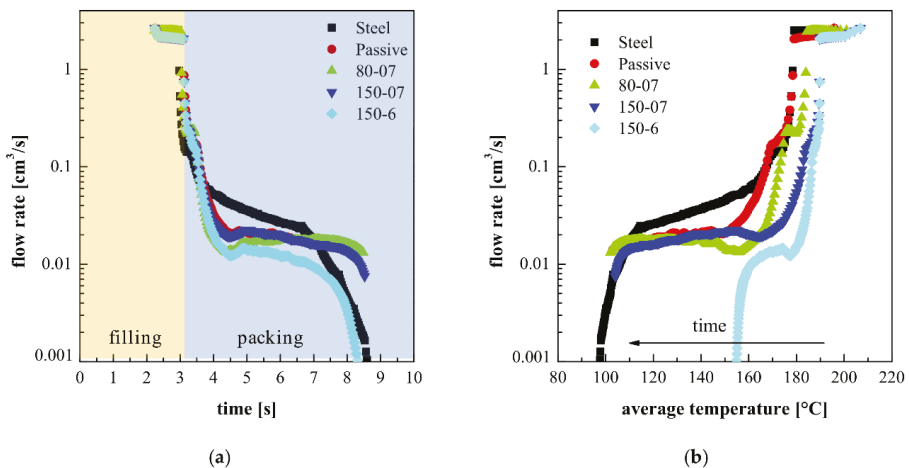 Steel
Passive
80-07
150-07
150-6
1
0.1
0.01
0.001
flow rate [cm³/s]
filling
packing
0 1 2 3 4 5 6 7 8 9 10
time [s]
(a)
Steel
Passive
80-07
150-07
150-6
1
0.1
0.01
0.001
flow rate [cm³/s]
time
80 100 120 140 160 180 200 220
average temperature [°C]
(b)